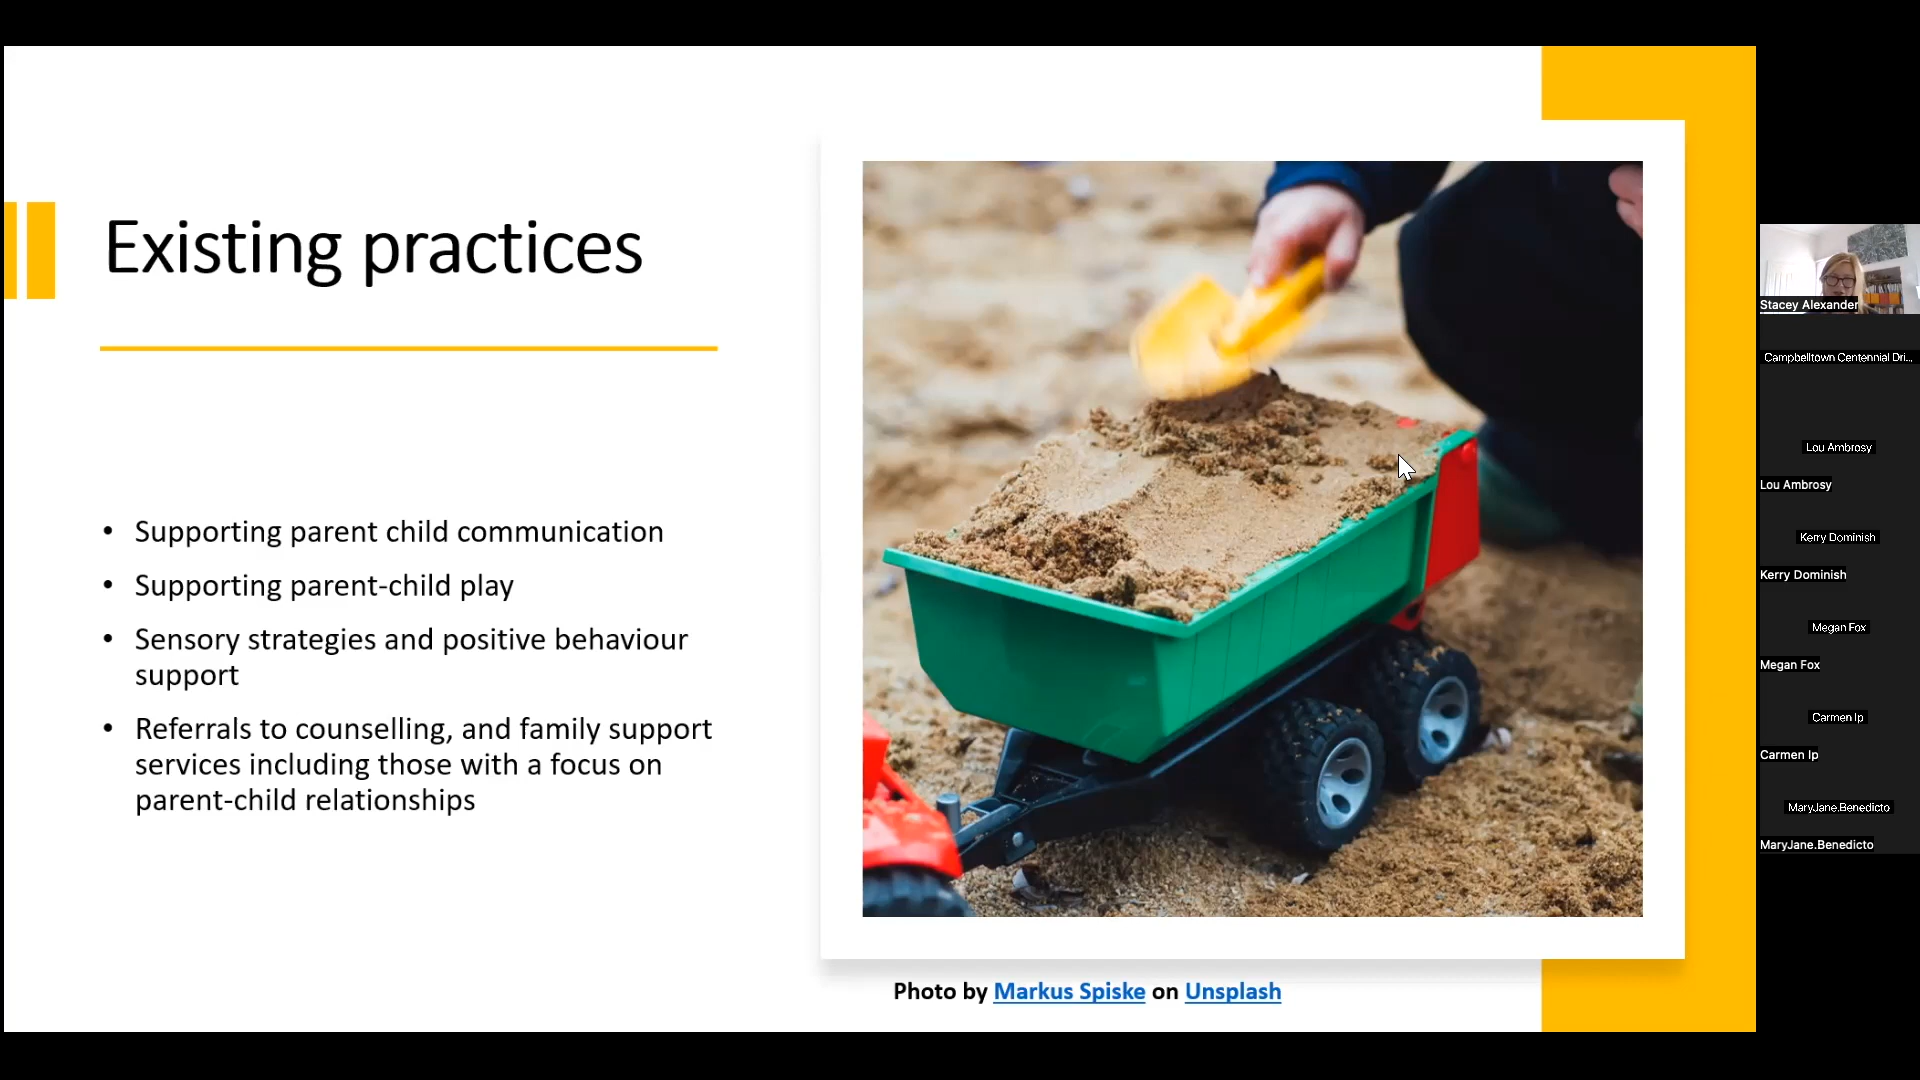 Existing practices
• Supporting parent child communication
• Supporting parent-child play
• Sensory strategies and positive behaviour
support
• Referrals to counselling, and family support
services including those with a focus on
parent-child relationships
Photo by Markus Spiske on Unsplash
Stacey Alexander
Campbelltown Centennial Dri...
Lou Ambrosy
Lou Ambrosy
Kerry Dominish
Kerry Dominish
Megan Fox
Megan Fox
Carmen Ip
Carmen Ip
MaryJane.Benedicto
MaryJane.Benedicto